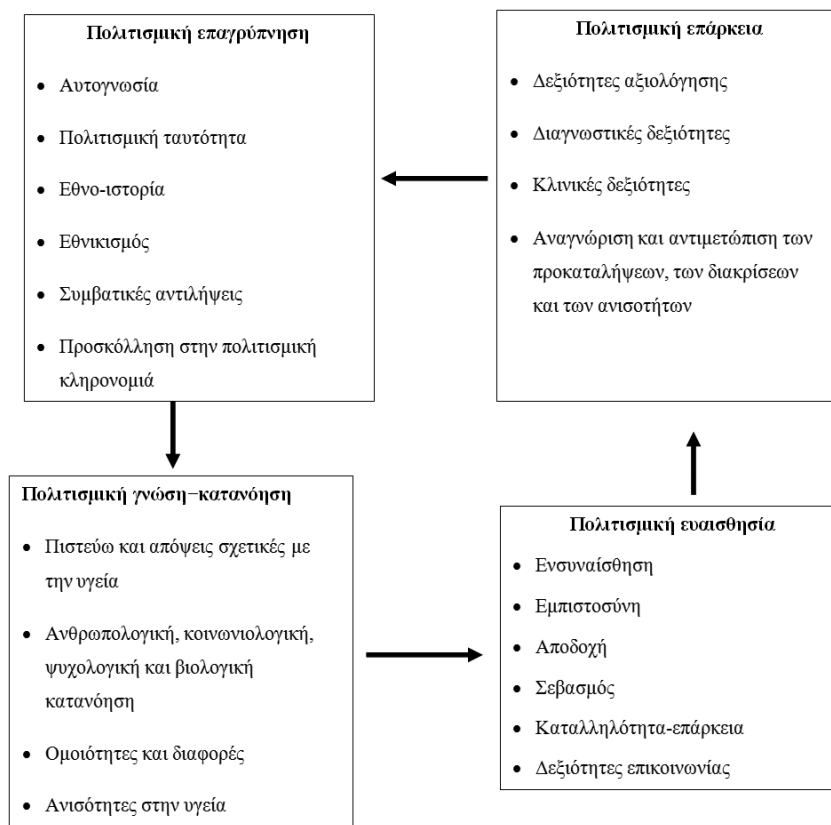 Πολιτισμική επαγρύπνηση
• Αυτογνωσία
• Πολιτισμική ταυτότητα
• Εθνο-ιστορία
• Εθνικισμός
• Συμβατικές αντιλήψεις
• Προσκόλληση στην πολιτισμική
κληρονομιά
Πολιτισμική επάρκεια
• Δεξιότητες αξιολόγησης
• Διαγνωστικές δεξιότητες
• Κλινικές δεξιότητες
• Αναγνώριση και αντιμετώπιση των
προκαταλήψεων, των διακρίσεων
και των ανισοτήτων
Πολιτισμική γνώση−κατανόηση
• Πιστεύω και απόψεις σχετικές με
την υγεία
• Ανθρωπολογική, κοινωνιολογική,
ψυχολογική και βιολογική
κατανόηση
• Ομοιότητες και διαφορές
• Ανισότητες στην υγεία
Πολιτισμική ευαισθησία
• Ενσυναίσθηση
• Εμπιστοσύνη
• Αποδοχή
• Σεβασμός
• Καταλληλότητα-επάρκεια
• Δεξιότητες επικοινωνίας